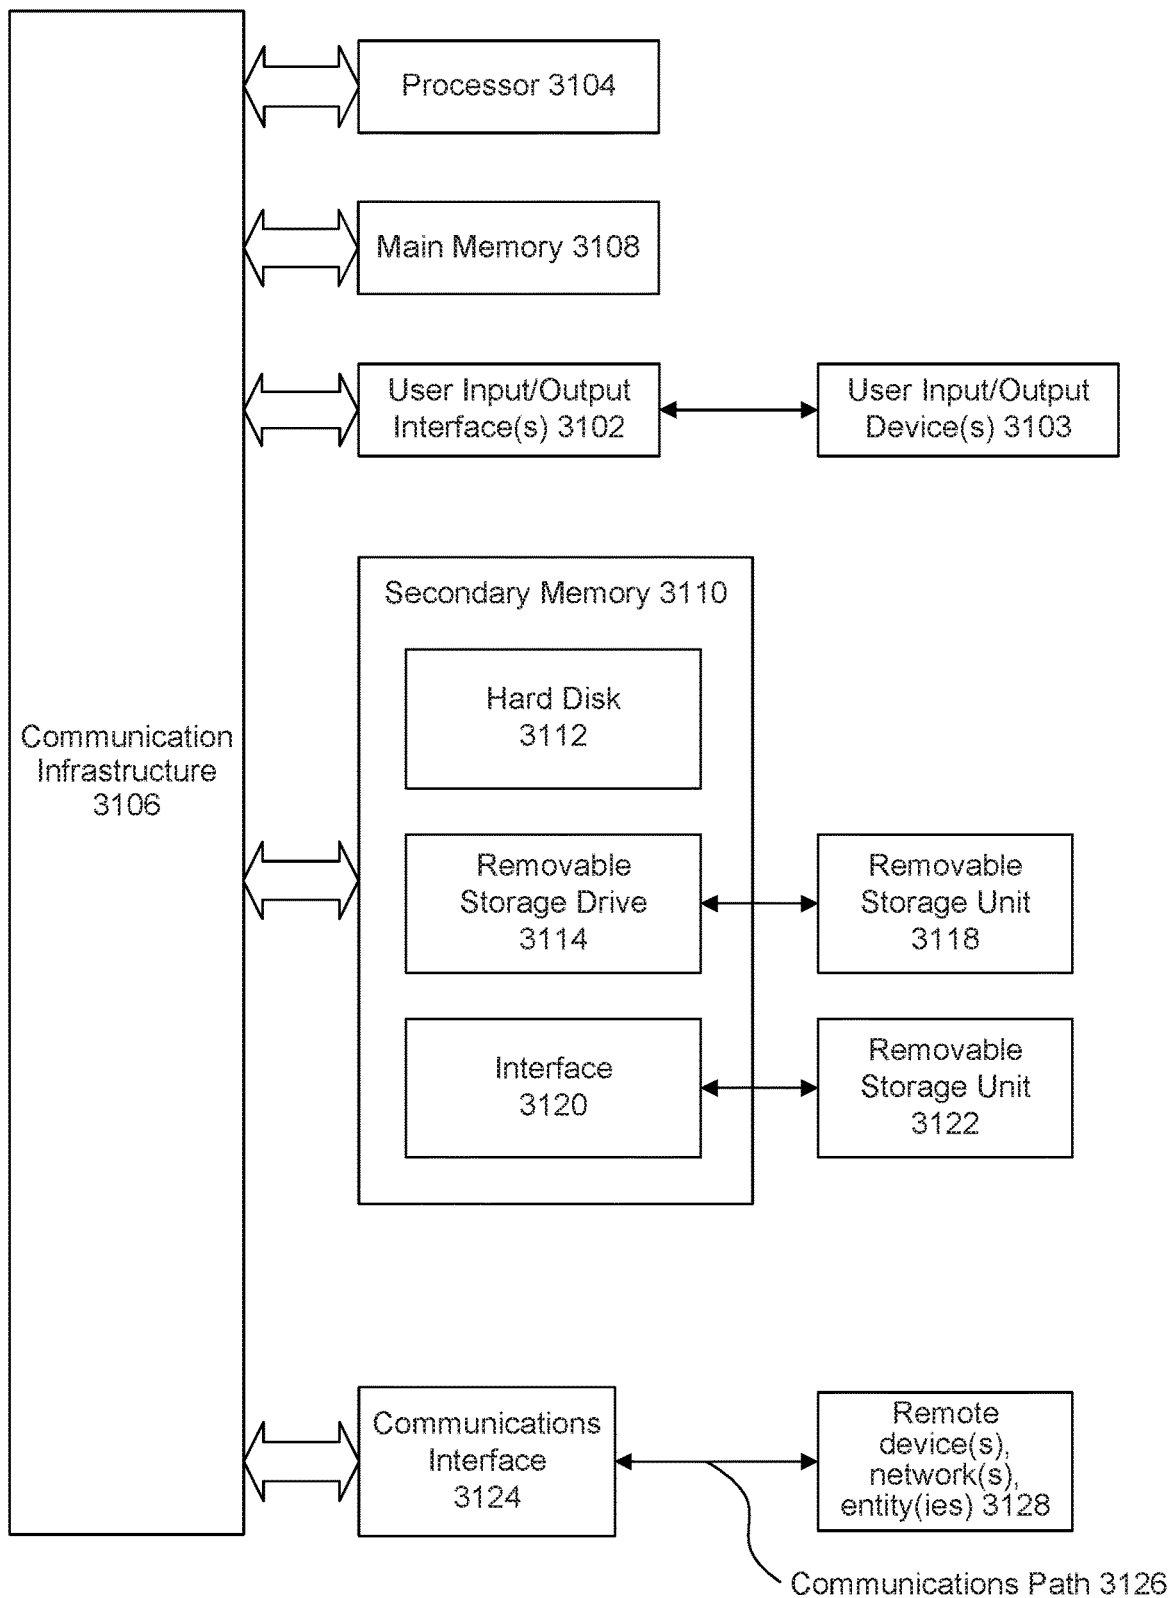 Processor 3104
Main Memory 3108
User Input/Output
Interface(s) 3102
User Input/Output
Device(s) 3103
Secondary Memory 3110
Hard Disk
3112
Communication
Infrastructure
3106
Removable
Storage Drive
3114
Removable
Storage Unit
3118
Interface
3120
Removable
Storage Unit
3122
Communications
Interface
3124
Remote
device(s),
network(s),
entity(ies) 3128
Communications Path 3126